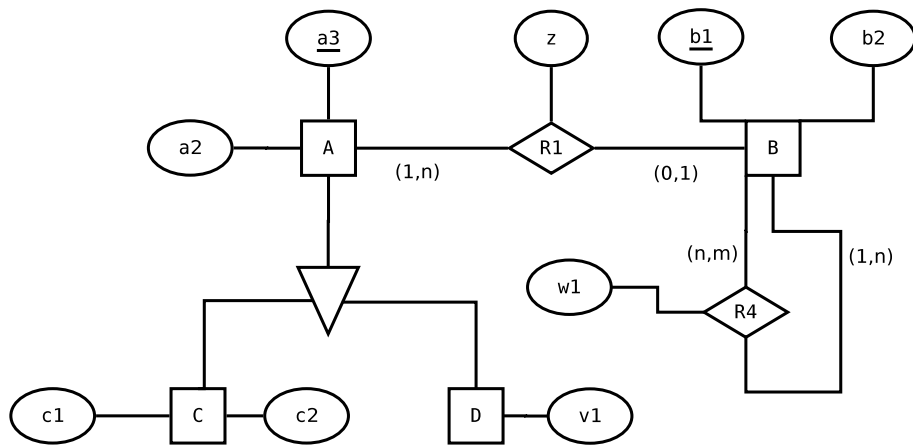 a3
z
b1
b2
a2
A
R1
B
(1,n)
(0,1)
(n,m)
(1,n)
w1
R4
c1
C
c2
D
v1